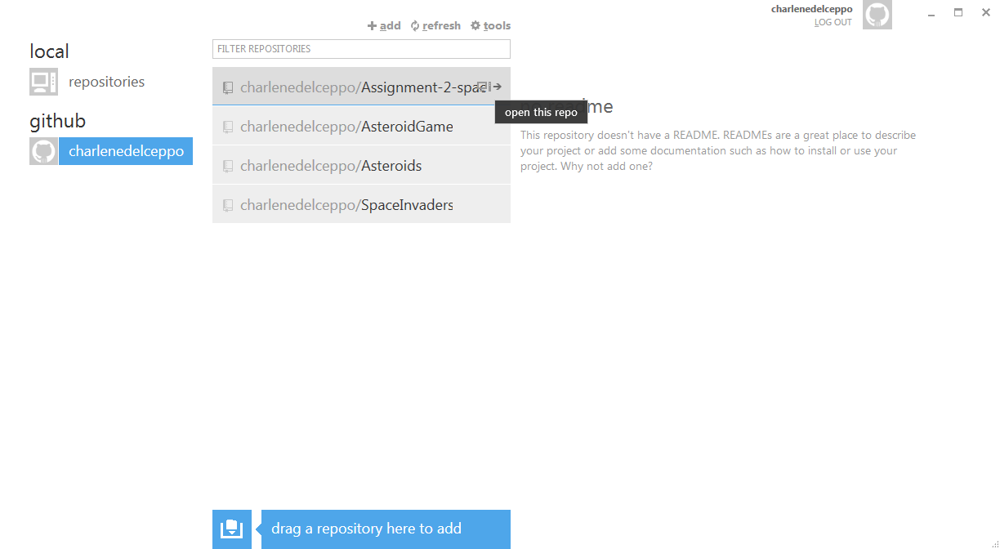 charlenedelceppo
LOG OUT
add refresh tools
local
repositories
github
charlenedelceppo
FILTER REPOSITORIES
charlenedelceppo/Assignment-2-spac
charlenedelceppo/AsteroidGame
charlenedelceppo/Asteroids
charlenedelceppo/SpaceInvaders
drag a repository here to add
open this repo
This repository doesn't have a README. READMEs are a great place to describe
your project or add some documentation such as how to install or use your
project. Why not add one?